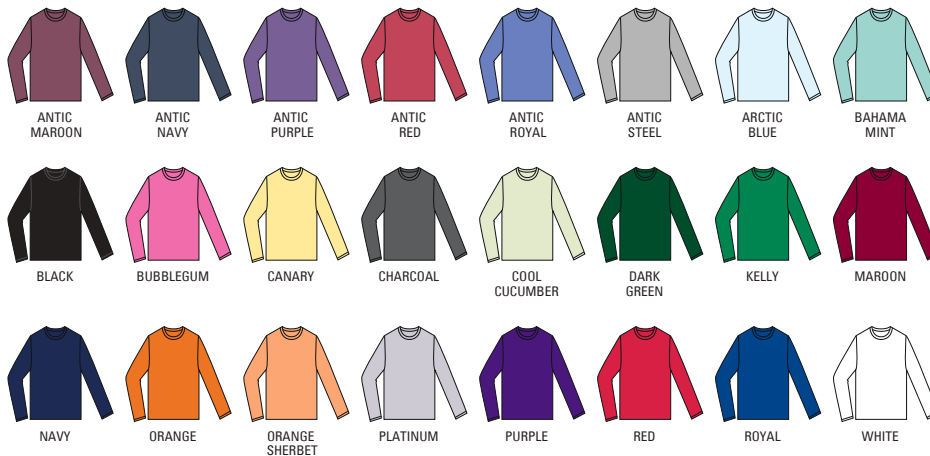 ANTIC
MAROON
ANTIC
NAVY
ANTIC
PURPLE
ANTIC
RED
ANTIC
ROYAL
ANTIC
STEEL
ARCTIC
BLUE
BAHAMA
MINT
BLACK
BUBBLEGUM
CANARY
CHARCOAL
COOL
CUCUMBER
DARK
GREEN
KELLY
MAROON
NAVY
ORANGE
ORANGE
SHERBET
PLATINUM
PURPLE
RED
ROYAL
WHITE